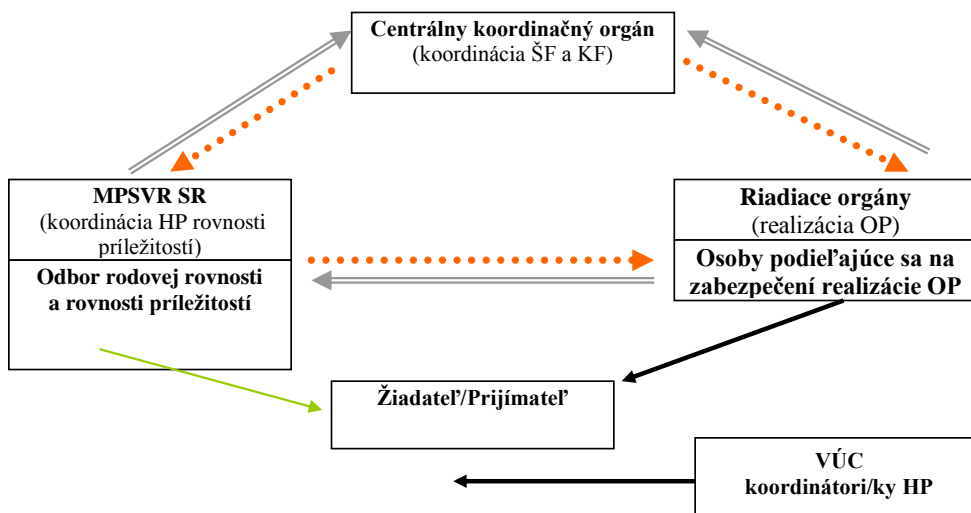 Centrálny koordinačný orgán
(koordinácia ŠF a KF)
MPSVR SR
(koordinácia HP rovnosti
príležitostí)
Odbor rodovej rovnosti
a rovnosti príležitostí
Riadiace orgány
(realizácia OP)
Osoby podieľajúce sa na
zabezpečení realizácie OP
Žiadateľ/Prijímateľ
VÚC
koordinátori/ky HP